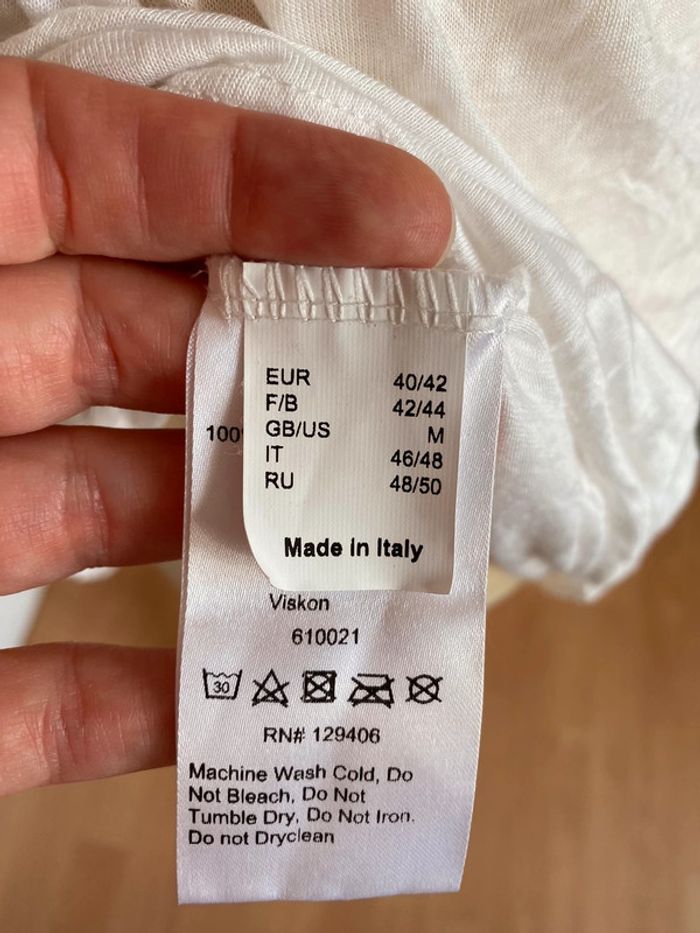 EUR 40/42
F/B 42/44
GB/US M
IT 46/48
RU 48/50
Made in Italy
100
Viskon
610021
30
RN# 129406
Machine Wash Cold, Do
Not Bleach, Do Not
Tumble Dry, Do Not Iron.
Do not Dryclean